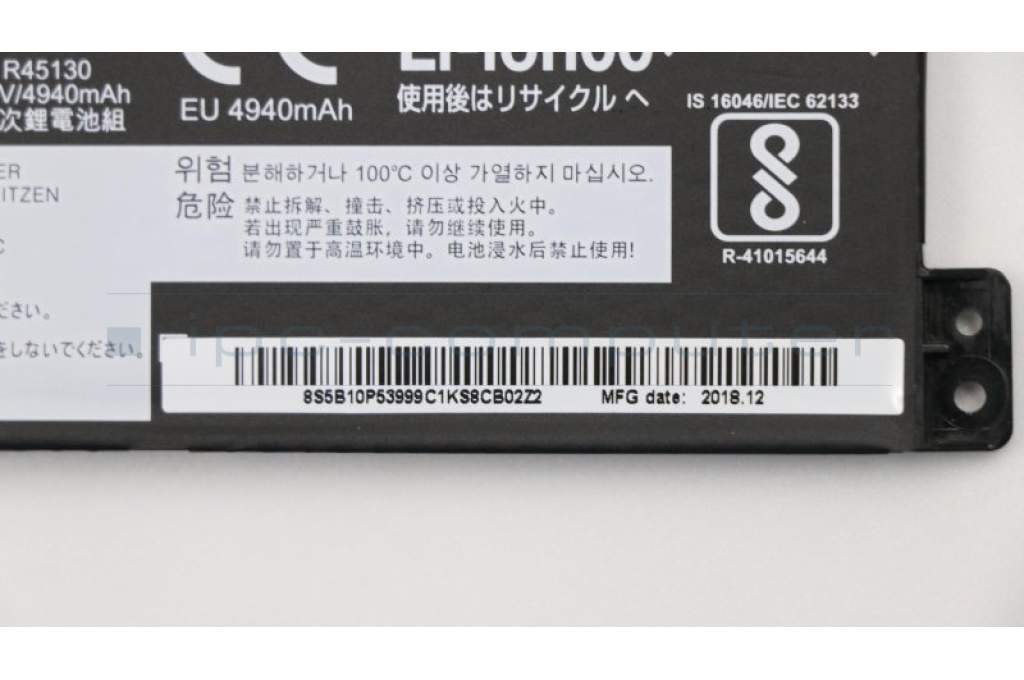 R45130
V/4940mAh
次鋰電池組
EU 4940mAh
使用後はリサイクル へ
IS 16046/IEC 62133
R-41015644
ER
ITZEN
위험 분해하거나 100℃ 이상 가열하지 마십시오.
危险 禁止拆解、撞击、挤压或投入火中。
若出现严重鼓胀，请勿继续使用。
请勿置于高温环境中。电池浸水后禁止使用!
ださい。
をしないでください。
ipc-computer
8S5B10P53999C1KS8CB02Z2 MFG date: 2018.12